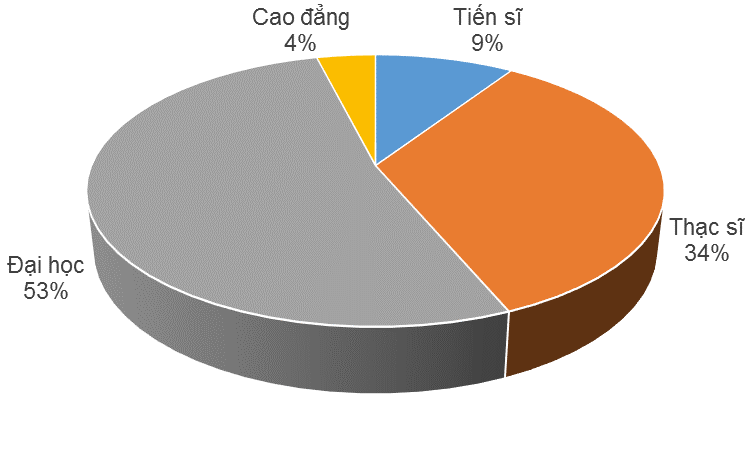 Cao đẳng
4%
Tiến sĩ
9%
Thạc sĩ
34%
Đại học
53%